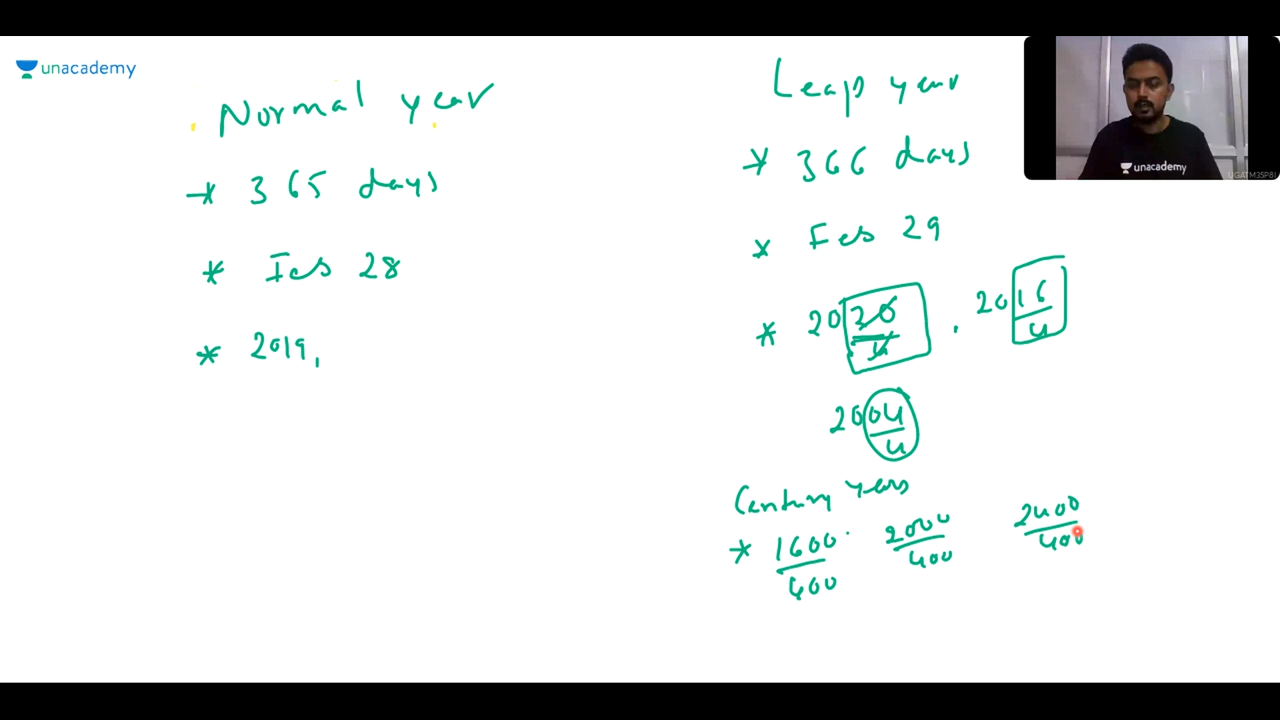 unacademy
Normal year
* 365 days
* Feb 28
* 2019,
Leap year
* 366 days
* Feb 29
* 2020/4, 2016/4
2004/4
Century years
* 1600/400 2000/400 2400/400
unacademy
UGATM3SP8I